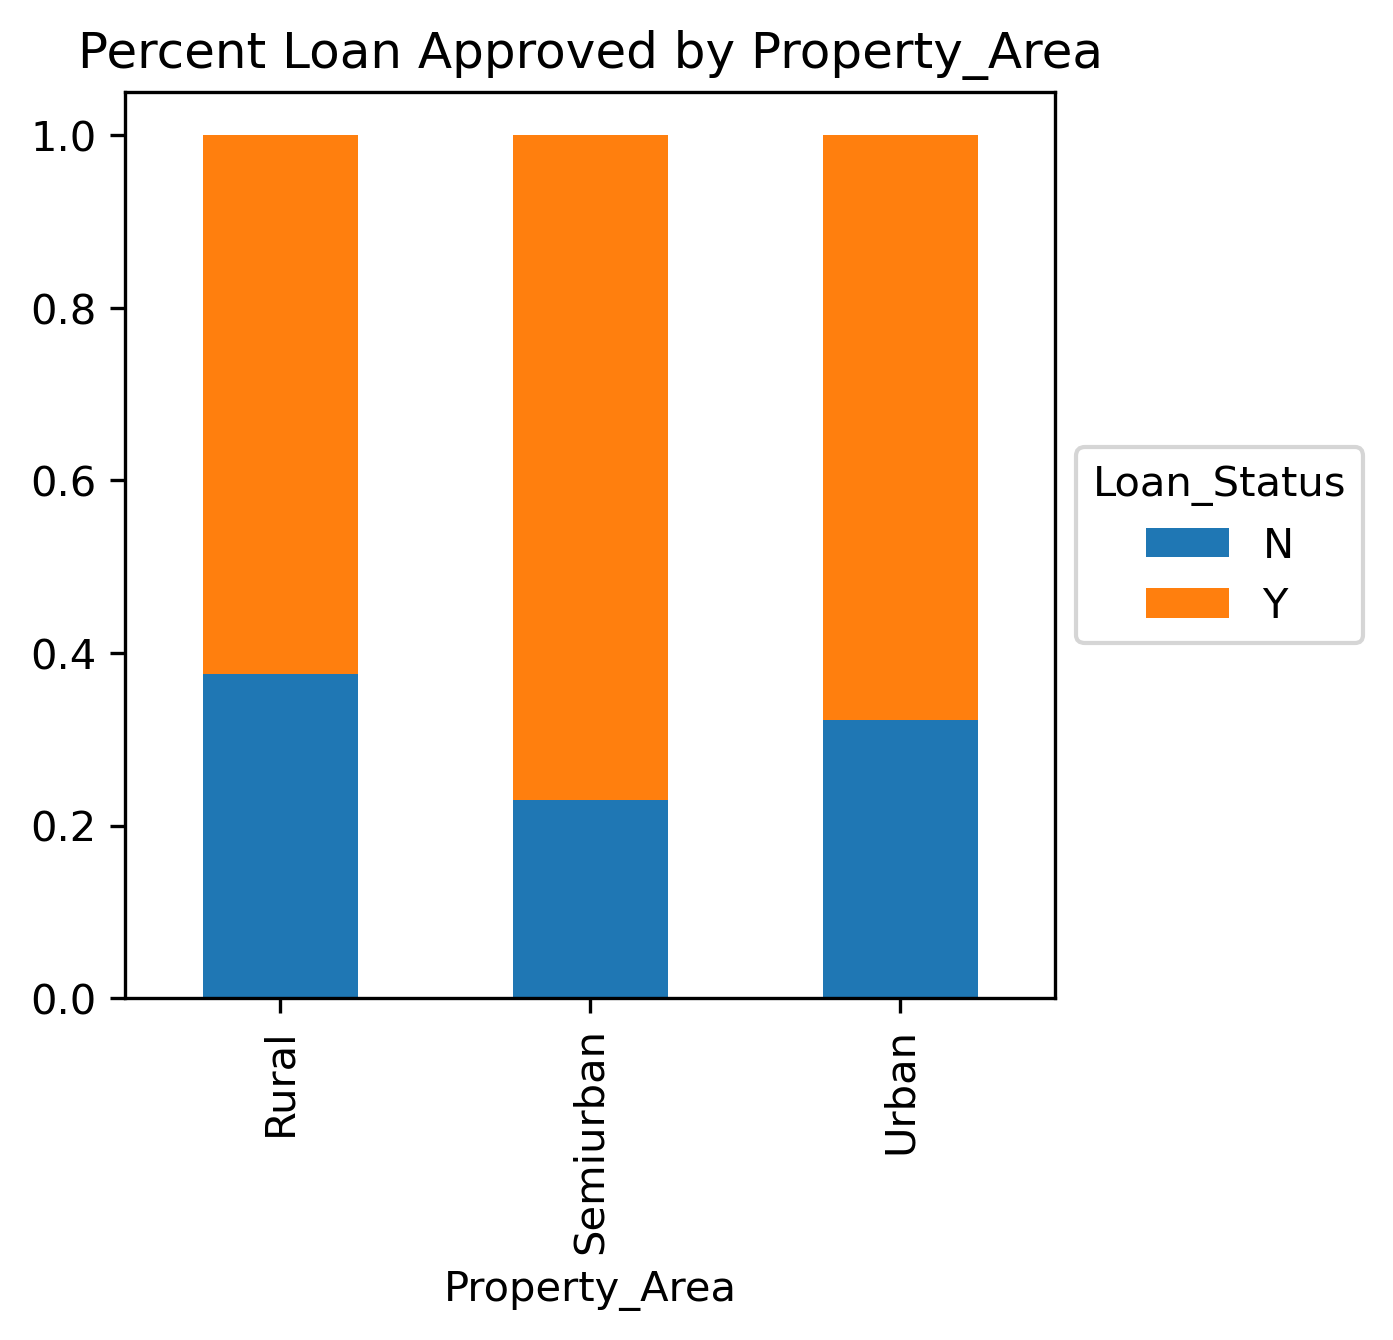 Percent Loan Approved by Property_Area
1.0
0.8
0.6
0.4
0.2
0.0
Rural
Semiurban
Urban
Property_Area
Loan_Status
N
Y